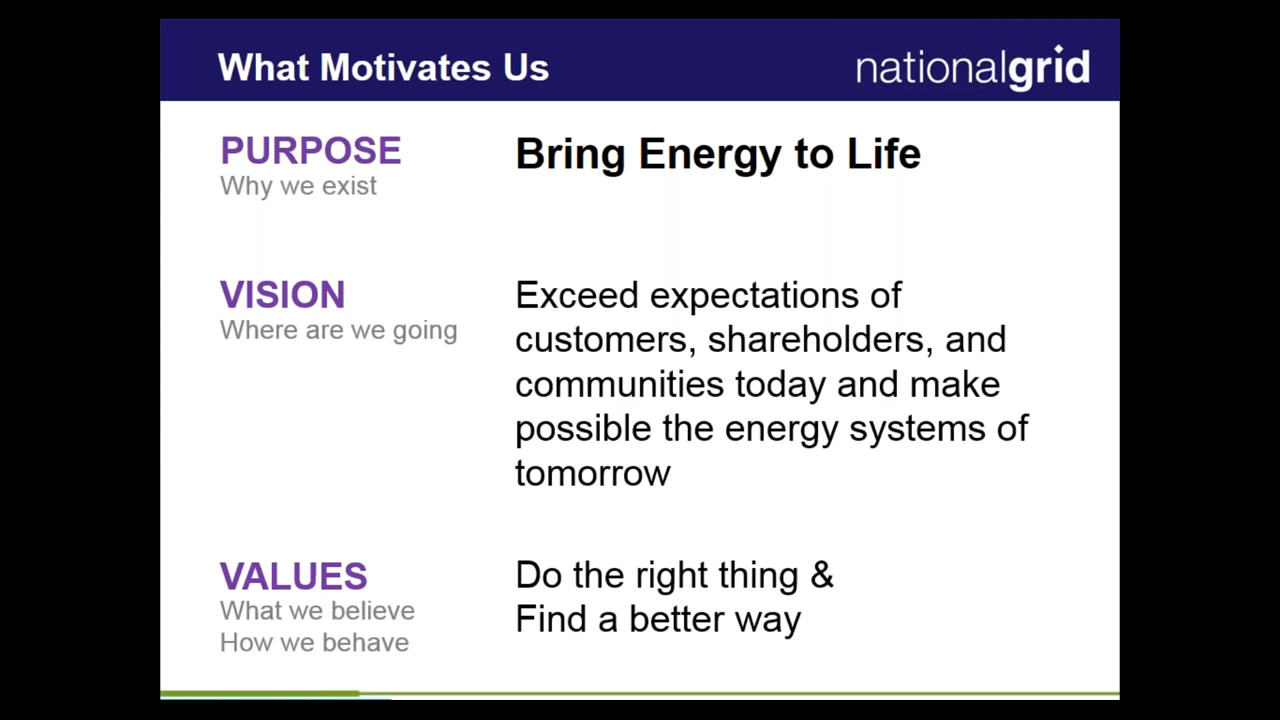 What Motivates Us
nationalgrid
PURPOSE
Why we exist
Bring Energy to Life
VISION
Where are we going
Exceed expectations of
customers, shareholders, and
communities today and make
possible the energy systems of
tomorrow
VALUES
What we believe
How we behave
Do the right thing &
Find a better way